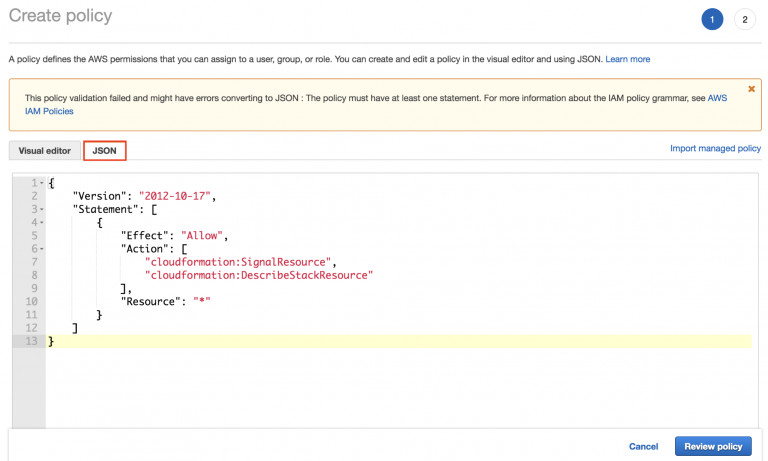 Create policy
1 2
A policy defines the AWS permissions that you can assign to a user, group, or role. You can create and edit a policy in the visual editor and using JSON. Learn more
This policy validation failed and might have errors converting to JSON : The policy must have at least one statement. For more information about the IAM policy grammar, see AWS
IAM Policies
Visual editor JSON Import managed policy
1 {
2 "Version": "2012-10-17",
3 "Statement": [
4 {
5 "Effect": "Allow",
6 "Action": [
7 "cloudformation:SignalResource",
8 "cloudformation:DescribeStackResource"
9 ],
10 "Resource": "*"
11 }
12 ]
13 }
Cancel Review policy